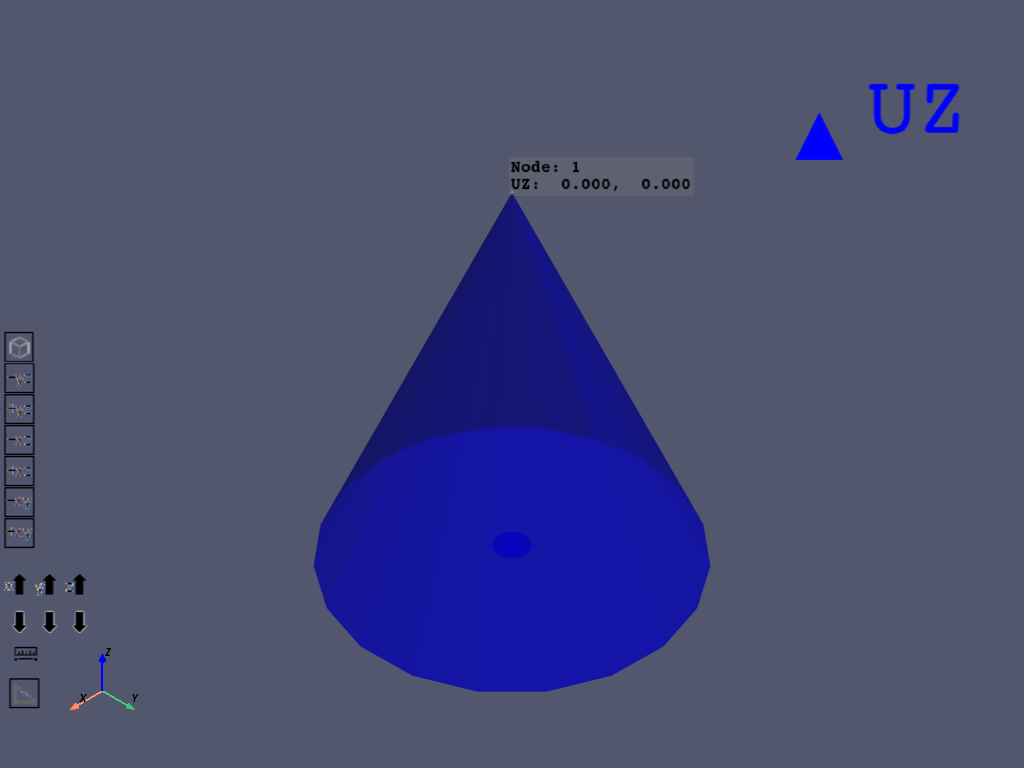 UZ
Node: 1
UZ:  0.000,  0.000
-yz
+yz
-xz
+xz
-xy
+xy
x y z
Z
X Y